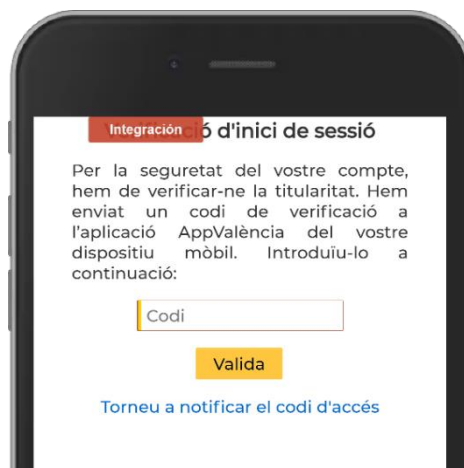 Integración
ó d'inici de sessió
Per la seguretat del vostre compte,
hem de verificar-ne la titularitat. Hem
enviat un codi de verificació a
l'aplicació AppValència del vostre
dispositiu mòbil. Introduïu-lo a
continuació:
Codi
Valida
Torneu a notificar el codi d'accés